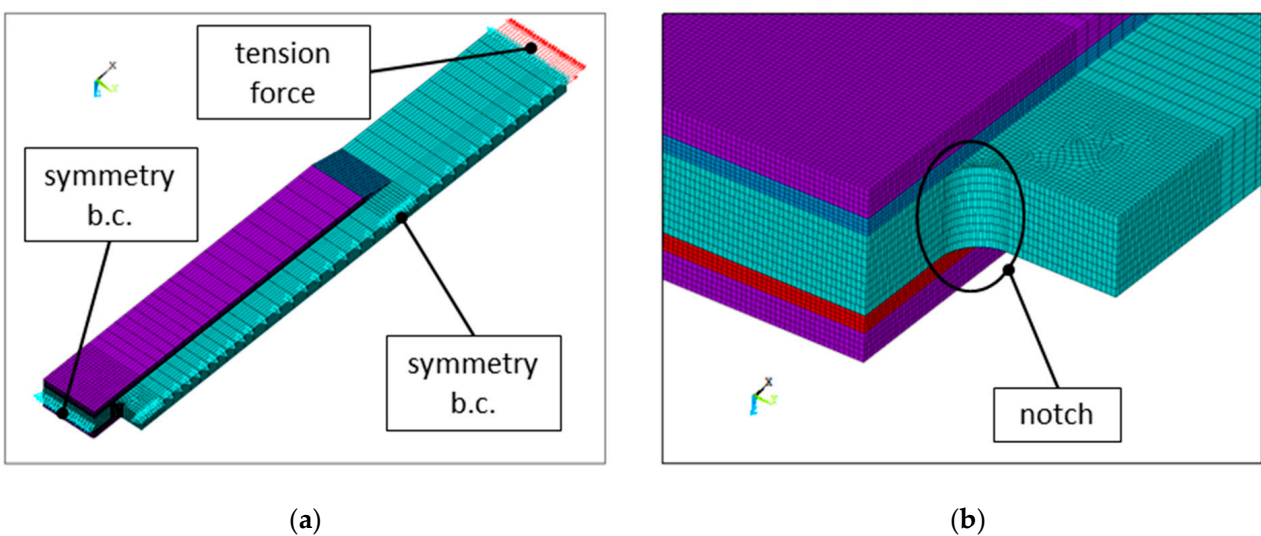 tension
force
symmetry
b.c.
symmetry
b.c.
X
Y
(a)
X
Y
notch
(b)